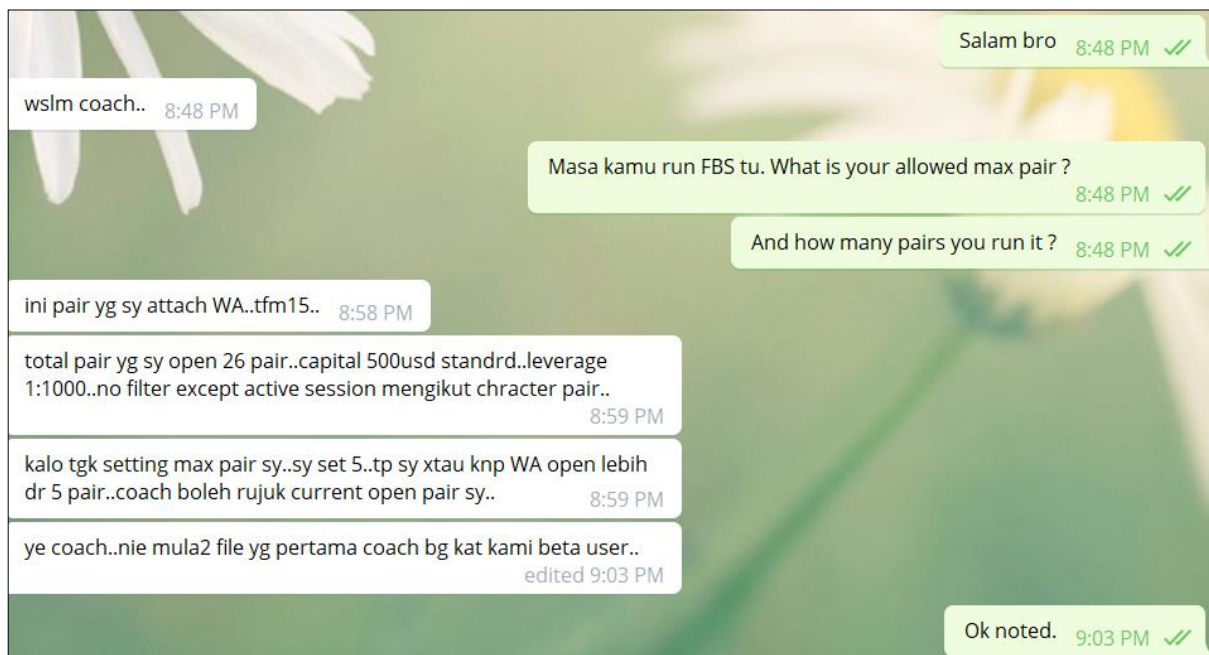 Salam bro 8:48 PM
wslm coach.. 8:48 PM
Masa kamu run FBS tu. What is your allowed max pair ?
8:48 PM
And how many pairs you run it ? 8:48 PM
ini pair yg sy attach WA..tfm15.. 8:58 PM
total pair yg sy open 26 pair..capital 500usd standrd..leverage
1:1000..no filter except active session mengikut chracter pair..
8:59 PM
kalo tgk setting max pair sy..sy set 5..tp sy xtau knp WA open lebih
dr 5 pair..coach boleh rujuk current open pair sy.. 8:59 PM
ye coach..nie mula2 file yg pertama coach bg kat kami beta user..
edited 9:03 PM
Ok noted. 9:03 PM